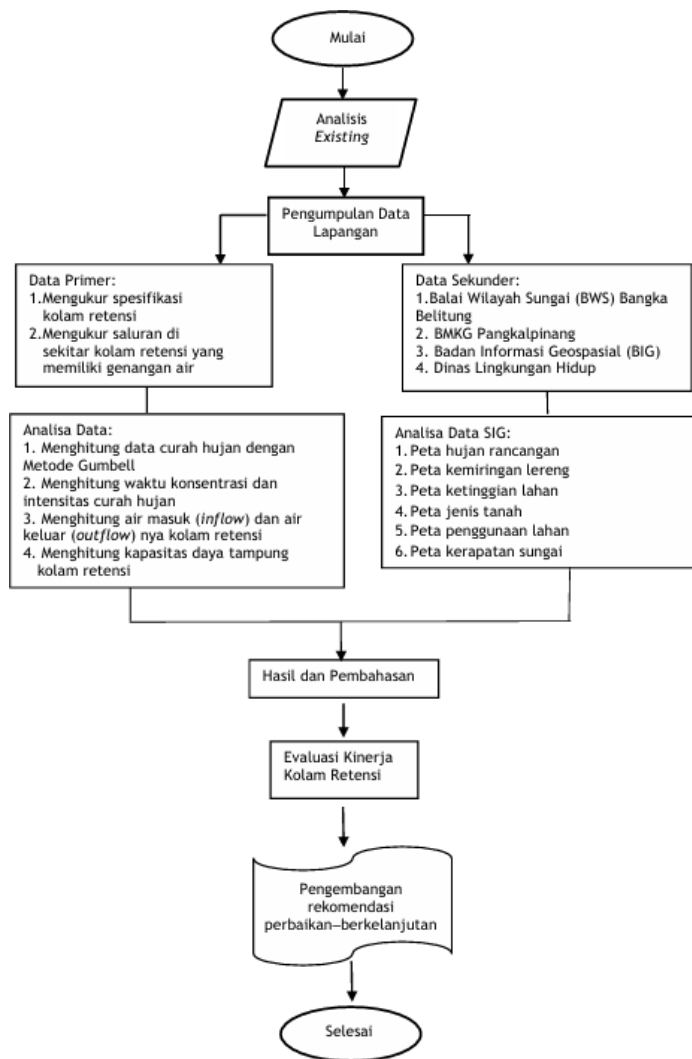 Mulai
Analisis
Existing
Pengumpulan Data
Lapangan
Data Primer:
1.Mengukur spesifikasi
kolam retensi
2.Mengukur saluran di
sekitar kolam retensi yang
memiliki genangan air
Data Sekunder:
1.Balai Wilayah Sungai (BWS) Bangka
Belitung
2. BMKG Pangkalpinang
3. Badan Informasi Geospasial (BIG)
4. Dinas Lingkungan Hidup
Analisa Data:
1. Menghitung data curah hujan dengan
Metode Gumbell
2. Menghitung waktu konsentrasi dan
intensitas curah hujan
3. Menghitung air masuk (inflow) dan air
keluar (outflow) nya kolam retensi
4. Menghitung kapasitas daya tampung
kolam retensi
Analisa Data SIG:
1. Peta hujan rancangan
2. Peta kemiringan lereng
3. Peta ketinggian lahan
4. Peta jenis tanah
5. Peta penggunaan lahan
6. Peta kerapatan sungai
Hasil dan Pembahasan
Evaluasi Kinerja
Kolam Retensi
Pengembangan
rekomendasi
perbaikan–berkelanjutan
Selesai